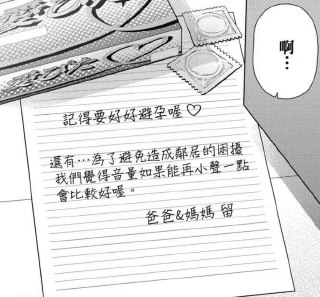 啊…
記得要好好避孕喔♡
還有…為了避免造成鄰居的困擾
我們覺得音量如果能再小聲一點
會比較好喔。
爸爸&媽媽 留